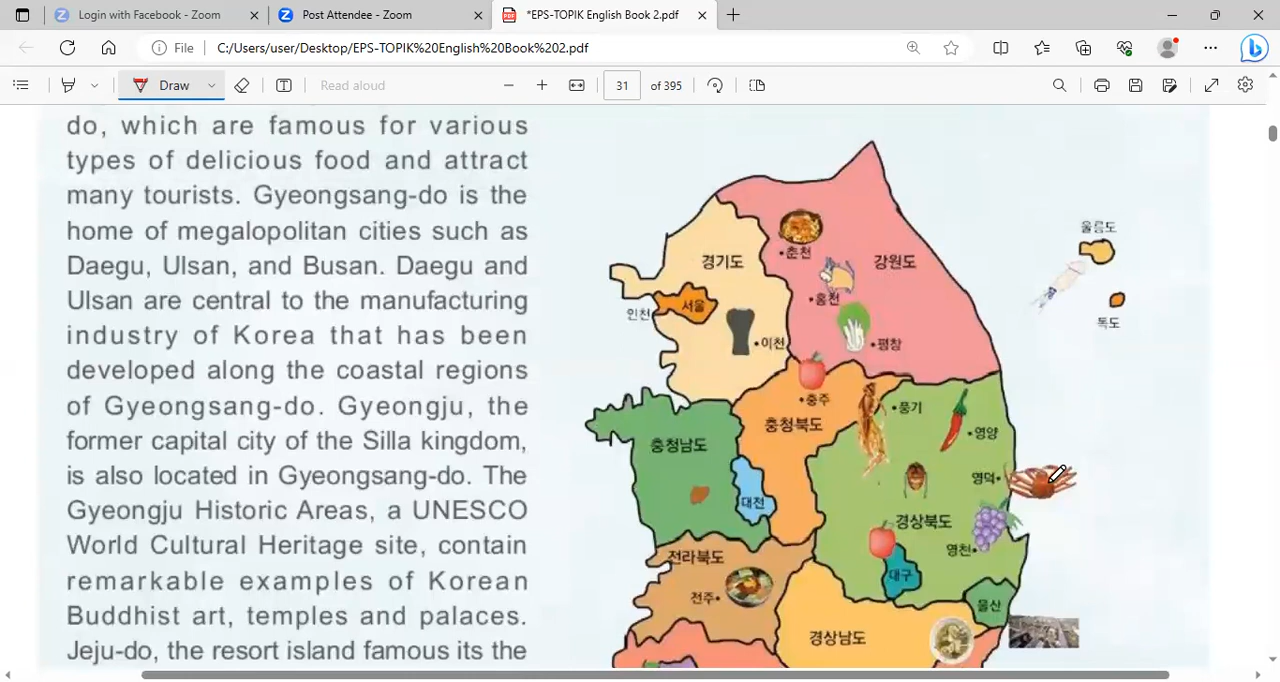 Login with Facebook - Zoom
Post Attendee - Zoom
*EPS-TOPIK English Book 2.pdf
File
C:/Users/user/Desktop/EPS-TOPIK%20English%20Book%202.pdf
Draw
Read aloud
31 of 395
do, which are famous for various
types of delicious food and attract
many tourists. Gyeongsang-do is the
home of megalopolitan cities such as
Daegu, Ulsan, and Busan. Daegu and
Ulsan are central to the manufacturing
industry of Korea that has been
developed along the coastal regions
of Gyeongsang-do. Gyeongju, the
former capital city of the Silla kingdom,
is also located in Gyeongsang-do. The
Gyeongju Historic Areas, a UNESCO
World Cultural Heritage site, contain
remarkable examples of Korean
Buddhist art, temples and palaces.
Jeju-do, the resort island famous its the
울릉도
춘천
경기도
강원도
홍천
서울
인천
독도
이천
평창
충주
풍기
충청북도
영양
충청남도
영덕
대전
경상북도
영천
전라북도
대구
전주
울산
경상남도